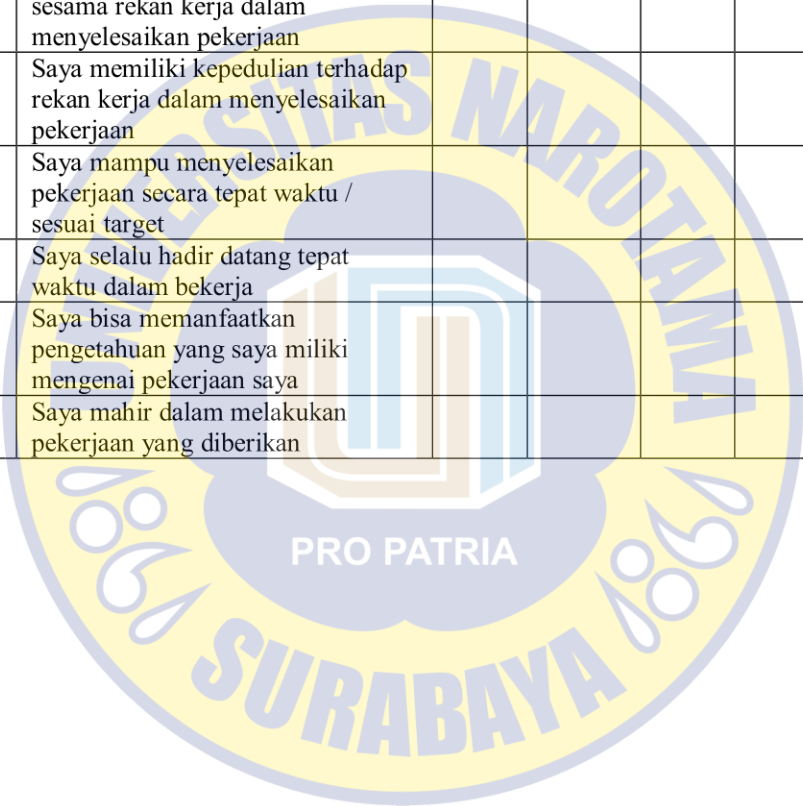 sesama rekan kerja dalam
menyelesaikan pekerjaan
Saya memiliki kepedulian terhadap
rekan kerja dalam menyelesaikan
pekerjaan
Saya mampu menyelesaikan
pekerjaan secara tepat waktu /
sesuai target
Saya selalu hadir datang tepat
waktu dalam bekerja
Saya bisa memanfaatkan
pengetahuan yang saya miliki
mengenai pekerjaan saya
Saya mahir dalam melakukan
pekerjaan yang diberikan
UNIVERSITAS NAROTAMA
PRO PATRIA
SURABAYA